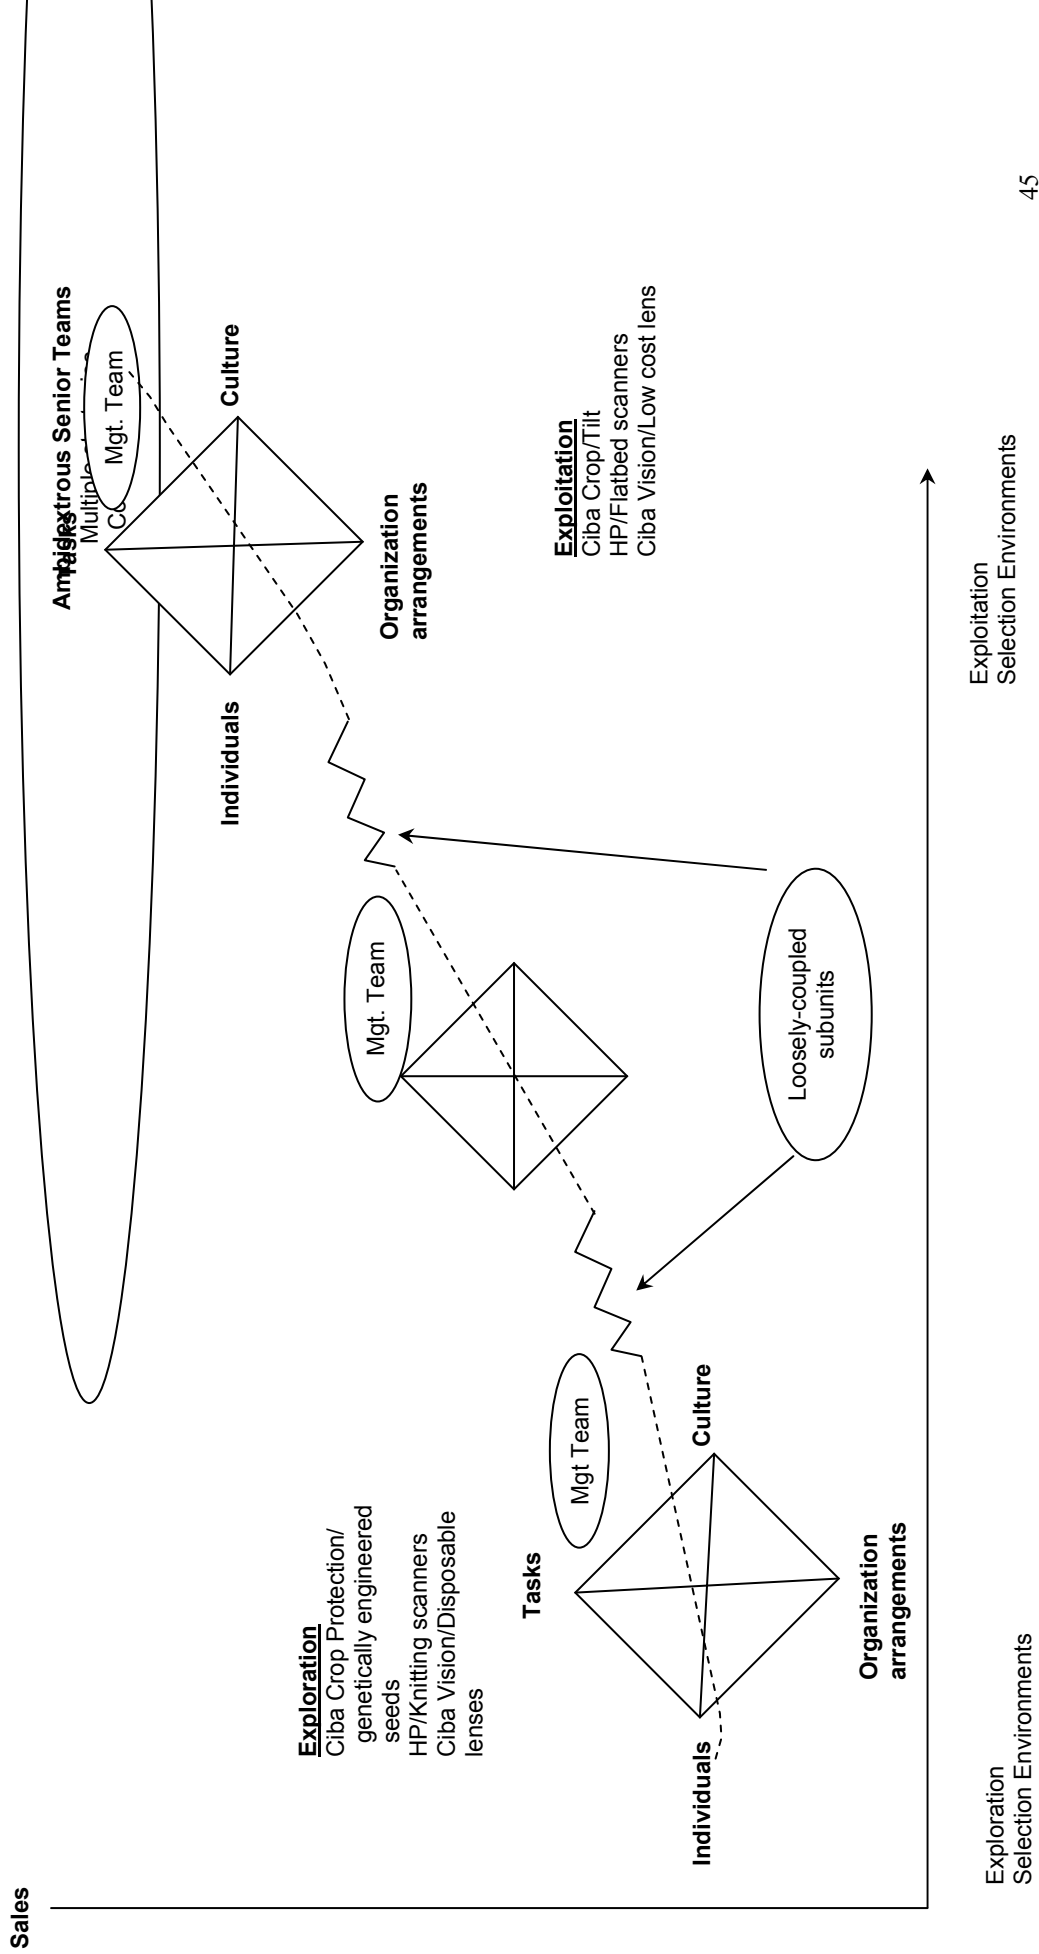 Sales
Ambidextrous Senior Teams
Tasks
Mgt. Team
Culture
Individuals
Organization
arrangements
Mgt. Team
Exploration
Ciba Crop Protection/
genetically engineered
seeds
HP/Knitting scanners
Ciba Vision/Disposable
lenses
Exploitation
Ciba Crop/Tilt
HP/Flatbed scanners
Ciba Vision/Low cost lens
Tasks
Mgt Team
Culture
Individuals
Organization
arrangements
Loosely-coupled
subunits
Exploration
Selection Environments
Exploitation
Selection Environments
45